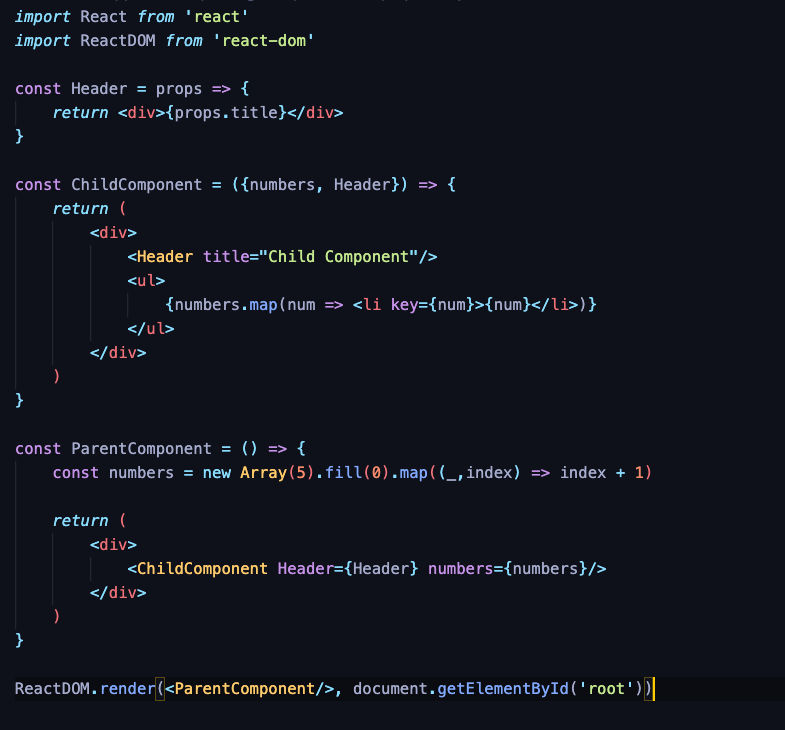 import React from 'react'
import ReactDOM from 'react-dom'

const Header = props => {
    return <div>{props.title}</div>
}

const ChildComponent = ({numbers, Header}) => {
    return (
        <div>
            <Header title="Child Component"/>
            <ul>
                {numbers.map(num => <li key={num}>{num}</li>)}
            </ul>
        </div>
    )
}

const ParentComponent = () => {
    const numbers = new Array(5).fill(0).map((_,index) => index + 1)

    return (
        <div>
            <ChildComponent Header={Header} numbers={numbers}/>
        </div>
    )
}

ReactDOM.render(<ParentComponent/>, document.getElementById('root'))